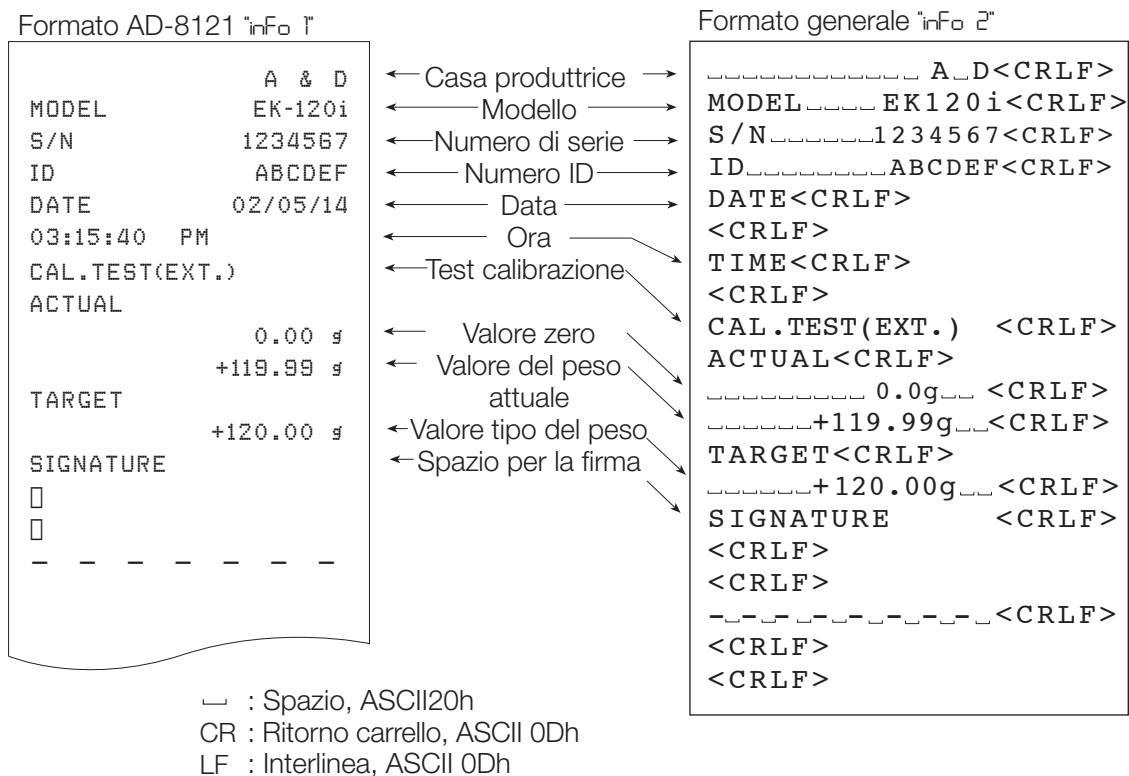 Formato AD-8121 "inFo 1"
A & D
MODEL EK-120i
S/N 1234567
ID ABCDEF
DATE 02/05/14
03:15:40 PM
CAL.TEST(EXT.)
ACTUAL
0.00 g
+119.99 g
TARGET
+120.00 g
SIGNATURE
▯
▯
– – – – – – –
Casa produttrice
Modello
Numero di serie
Numero ID
Data
Ora
Test calibrazione
Valore zero
Valore del peso
attuale
Valore tipo del peso
Spazio per la firma
Formato generale "inFo 2"
␣␣␣␣␣␣␣␣␣␣␣␣ A␣D<CRLF>
MODEL␣␣␣␣ EK120i<CRLF>
S/N␣␣␣␣␣␣1234567<CRLF>
ID␣␣␣␣␣␣␣␣ABCDEF<CRLF>
DATE<CRLF>
<CRLF>
TIME<CRLF>
<CRLF>
CAL.TEST(EXT.) <CRLF>
ACTUAL<CRLF>
␣␣␣␣␣␣␣␣␣ 0.0g␣␣ <CRLF>
␣␣␣␣␣␣+119.99g␣␣<CRLF>
TARGET<CRLF>
␣␣␣␣␣␣+120.00g␣␣ <CRLF>
SIGNATURE <CRLF>
<CRLF>
<CRLF>
–␣–␣–␣–␣–␣–␣–␣–␣<CRLF>
<CRLF>
<CRLF>
␣ : Spazio, ASCII20h
CR : Ritorno carrello, ASCII 0Dh
LF : Interlinea, ASCII 0Dh